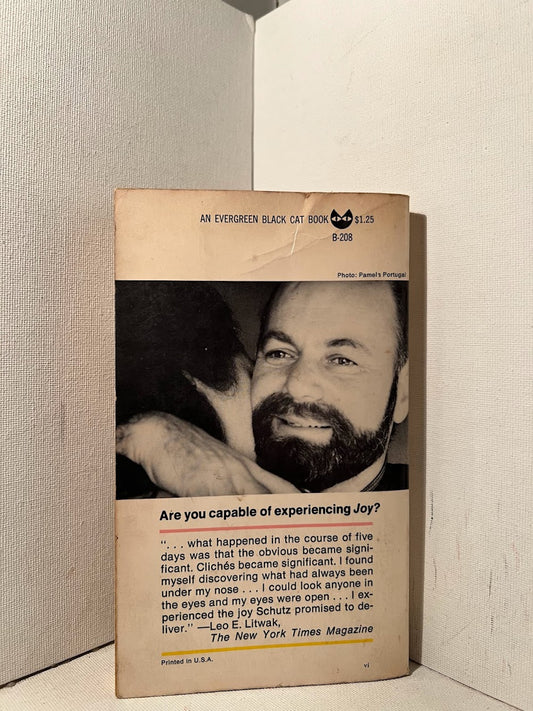 AN EVERGREEN BLACK CAT BOOK $1.25
B-208
Photo: Pamela Portugal
Are you capable of experiencing Joy?
". . . what happened in the course of five
days was that the obvious became signi-
ficant. Clichés became significant. I found
myself discovering what had always been
under my nose . . . I could look anyone in
the eyes and my eyes were open . . . I ex-
perienced the joy Schutz promised to de-
liver." —Leo E. Litwak,
The New York Times Magazine
Printed in U.S.A.
vi